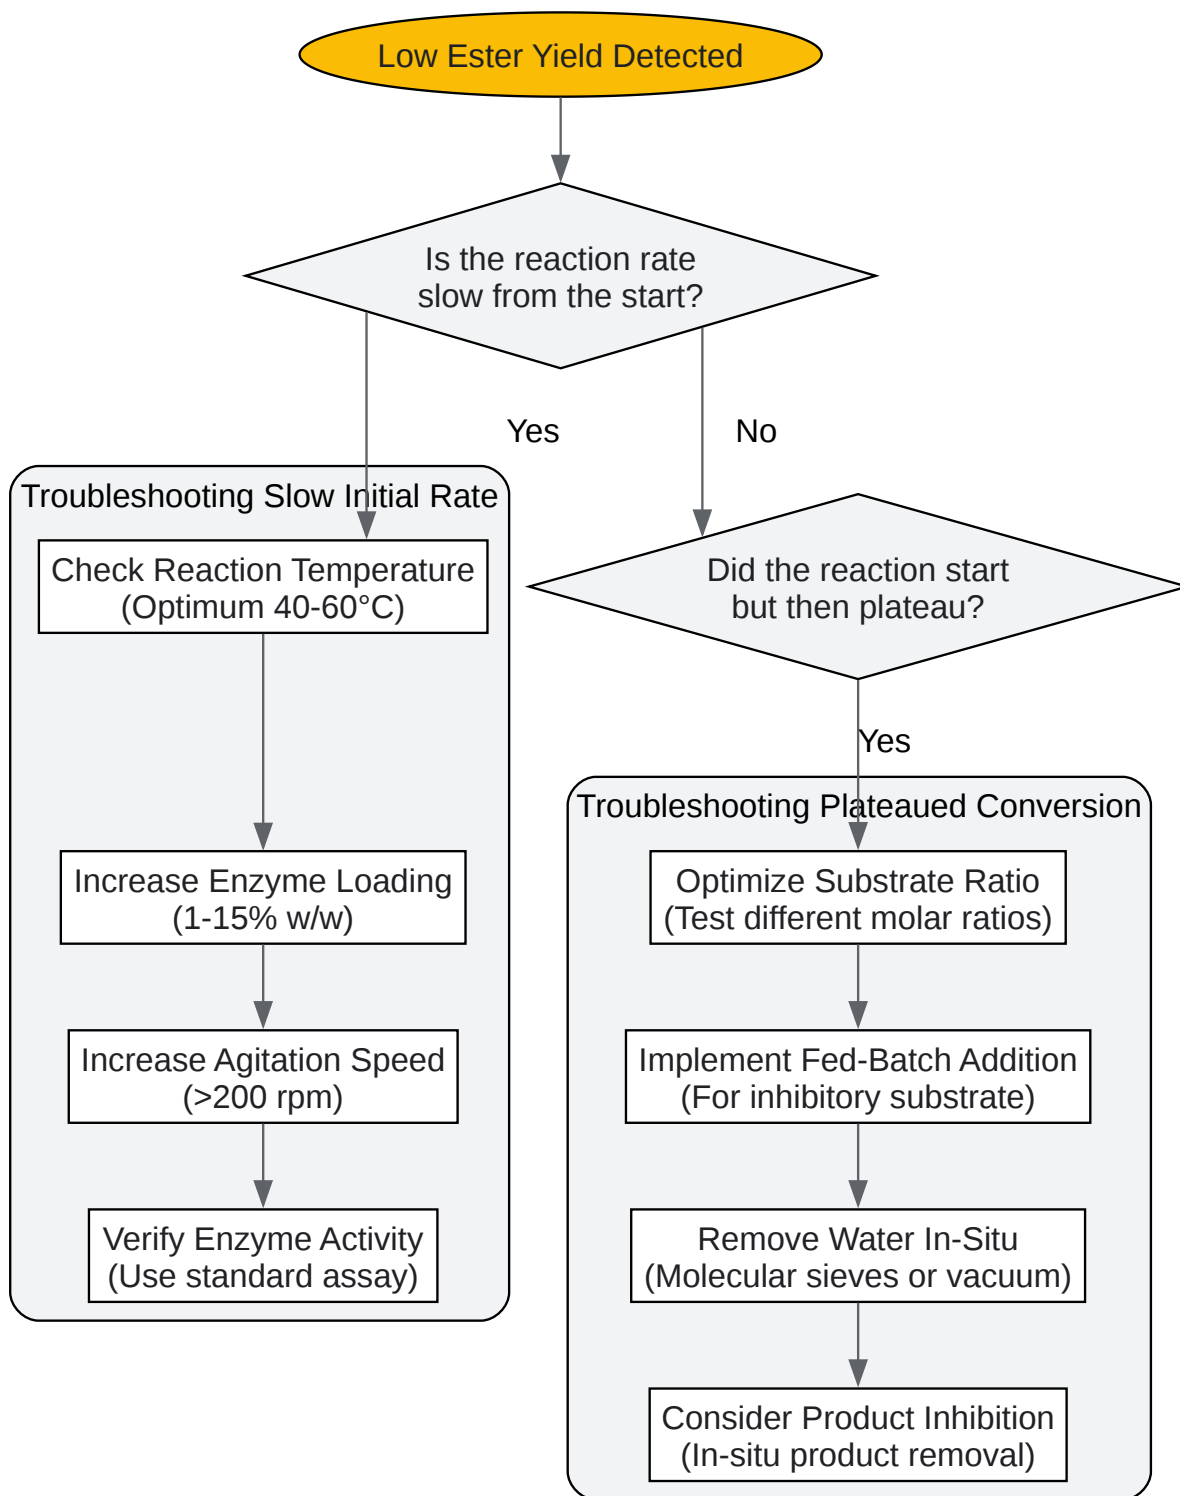 Low Ester Yield Detected
Is the reaction rate
slow from the start?
Yes
No
Troubleshooting Slow Initial Rate
Check Reaction Temperature
(Optimum 40-60°C)
Increase Enzyme Loading
(1-15% w/w)
Increase Agitation Speed
(>200 rpm)
Verify Enzyme Activity
(Use standard assay)
Did the reaction start
but then plateau?
Yes
Troubleshooting Plateaued Conversion
Optimize Substrate Ratio
(Test different molar ratios)
Implement Fed-Batch Addition
(For inhibitory substrate)
Remove Water In-Situ
(Molecular sieves or vacuum)
Consider Product Inhibition
(In-situ product removal)